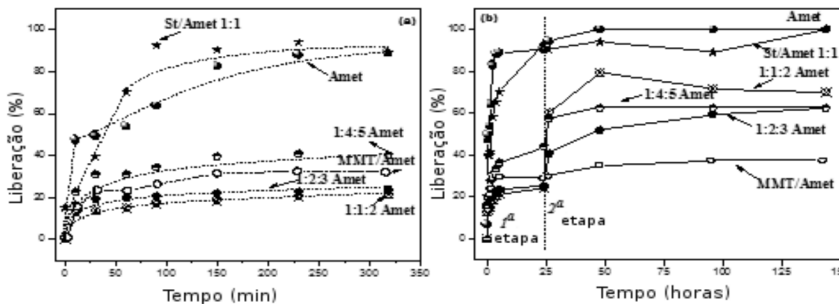 (a)
100
80
60
40
20
0
Liberação (%)
St/Amet 1:1
Amet
1:4:5 Amet
MMT/Amet
1:2:3 Amet
1:1:2 Amet
0
50
100
150
200
250
300
350
Tempo (min)
(b)
100
80
60
40
20
0
Liberação (%)
Amet
St/Amet 1:1
1:1:2 Amet
1:4:5 Amet
1:2:3 Amet
MMT/Amet
1ª etapa
2ª etapa
0
25
50
75
100
125
Tempo (horas)